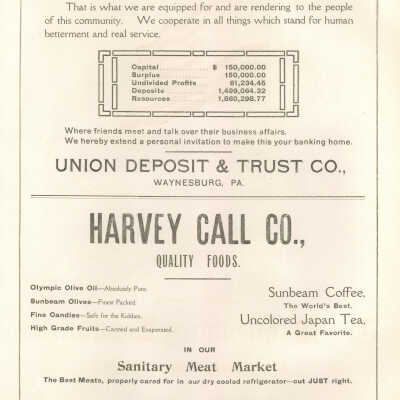 That is what we are equipped for and are rendering to the people
of this community. We cooperate in all things which stand for human
betterment and real service.
Capital $ 150,000.00
Surplus 150,000.00
Undivided Profits 81,234.45
Deposits 1,409,064.32
Resources 1,860,298.77
Where friends meet and talk over their business affairs.
We hereby extend a personal invitation to make this your banking home.
UNION DEPOSIT & TRUST CO.,
WAYNESBURG, PA.
HARVEY CALL CO.,
QUALITY FOODS.
Olympic Olive Oil—Absolutely Pure.
Sunbeam Olives—Finest Packed.
Fine Candies—Safe for the Kiddies.
High Grade Fruits—Canned and Evaporated.
Sunbeam Coffee,
The World's Best.
Uncolored Japan Tea,
A Great Favorite.
IN OUR
Sanitary Meat Market
The Best Meats, properly cared for in our dry cooled refrigerator—cut JUST right.